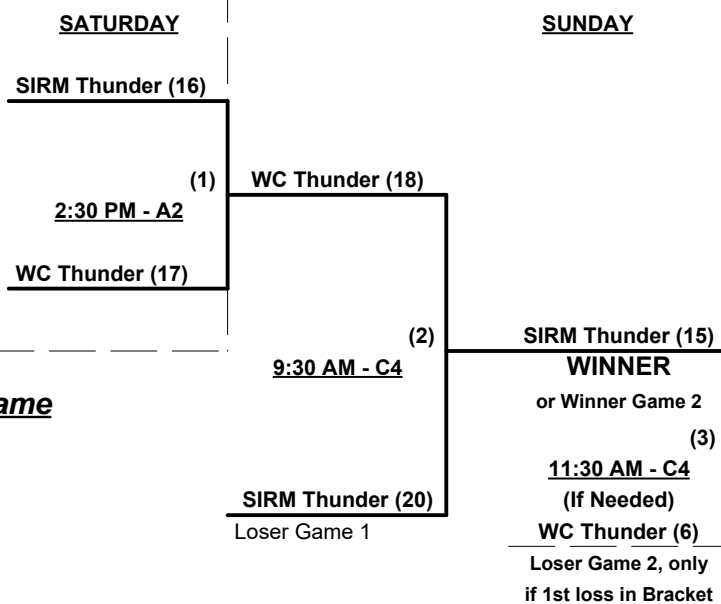 SATURDAY
SUNDAY
SIRM Thunder (16)
(1)
WC Thunder (18)
2:30 PM - A2
WC Thunder (17)
(2)
SIRM Thunder (15)
9:30 AM - C4
WINNER
ame
or Winner Game 2
(3)
11:30 AM - C4
SIRM Thunder (20)
(If Needed)
Loser Game 1
WC Thunder (6)
Loser Game 2, only
if 1st loss in Bracket